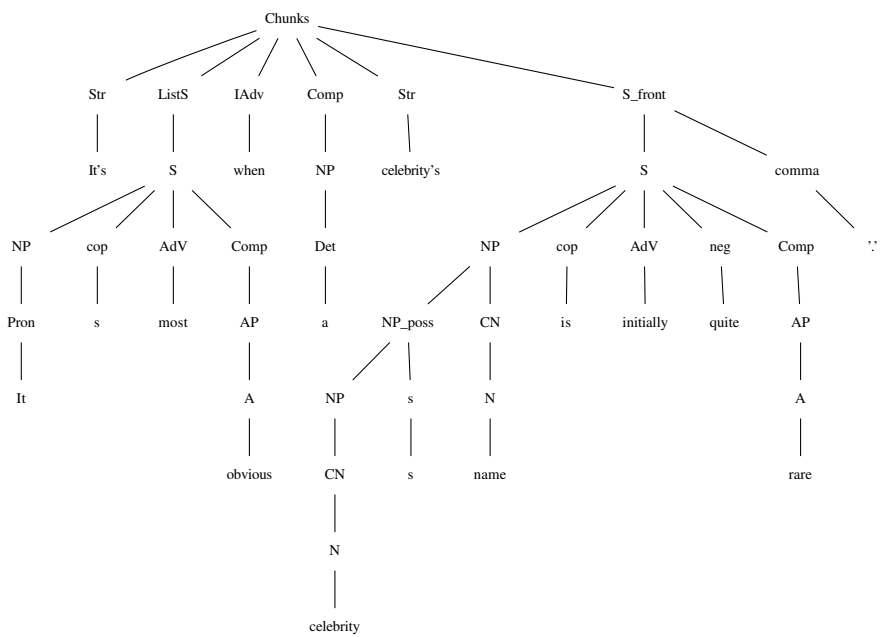 Chunks
Str ListS IAdv Comp Str S_front
It's S when NP celebrity's S comma
NP cop AdV Comp Det NP cop AdV neg Comp '.'
Pron s most AP a NP_poss CN is initially quite AP
It A NP s N A
obvious CN s name rare
N
celebrity